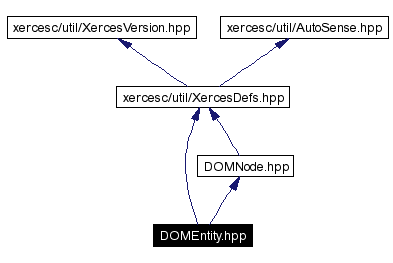 xercesc/util/XercesVersion.hpp
xercesc/util/AutoSense.hpp
xercesc/util/XercesDefs.hpp
DOMNode.hpp
DOMEntity.hpp